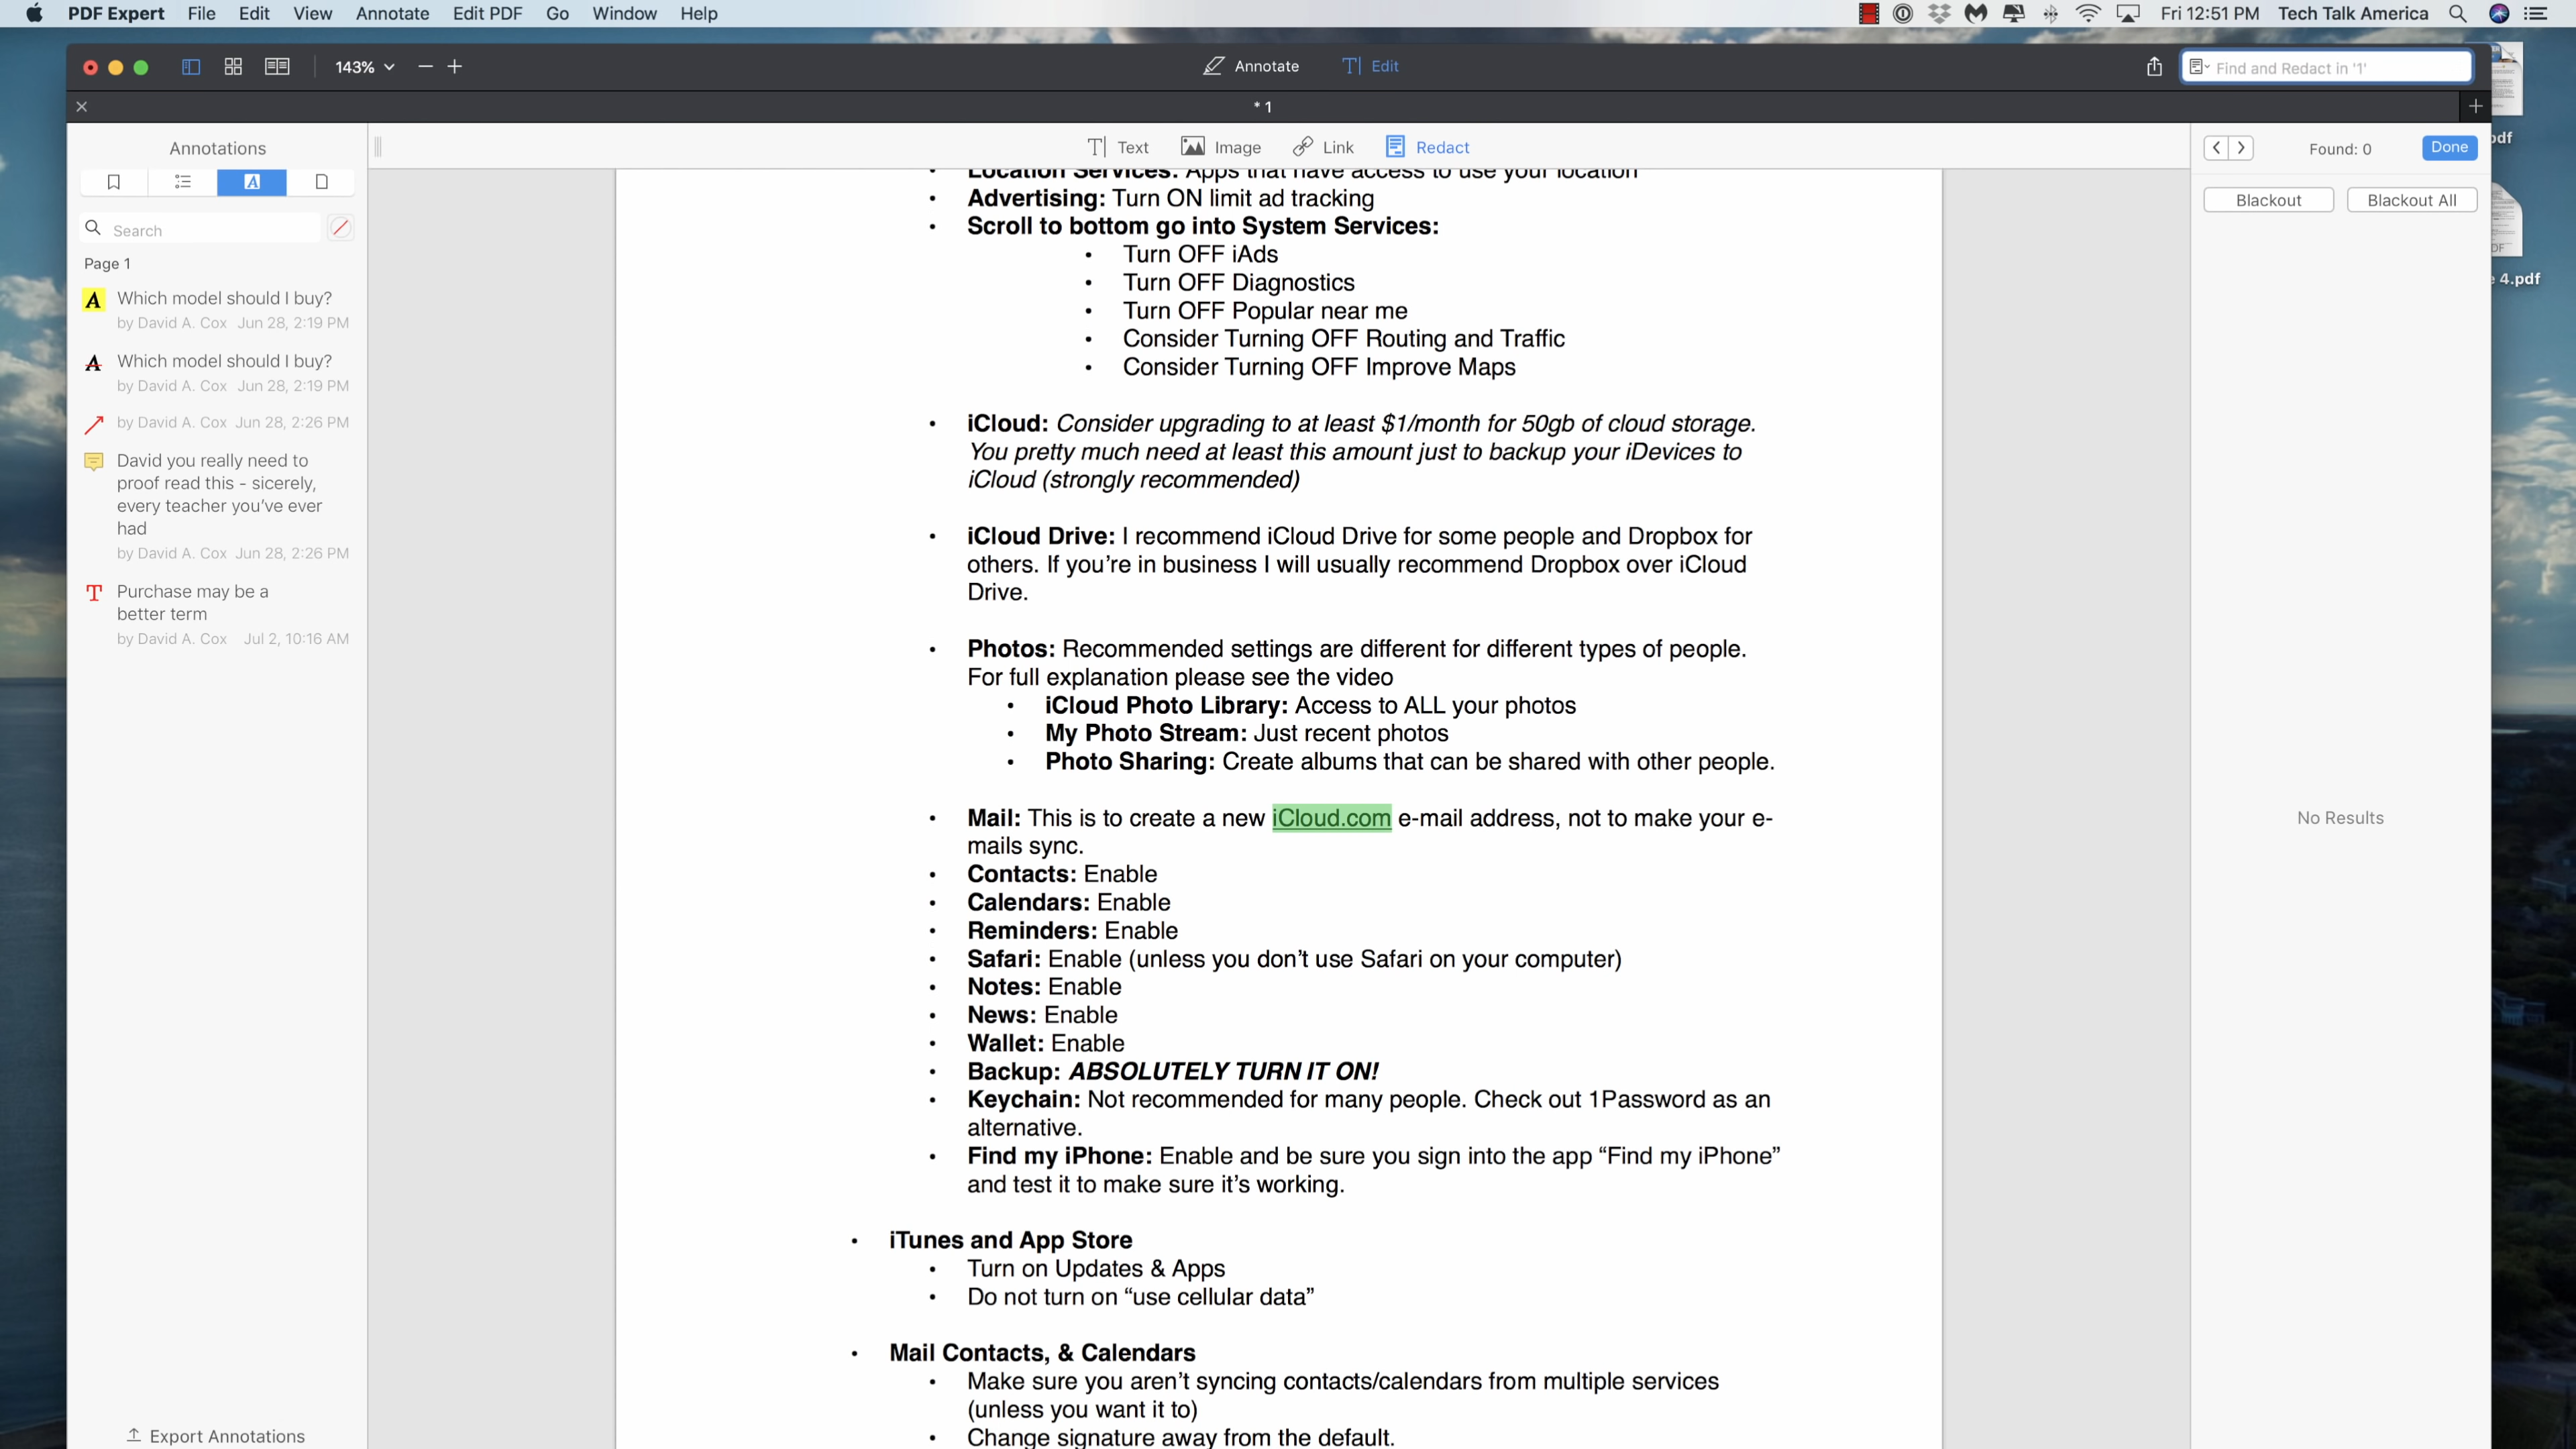 PDF Expert File Edit View Annotate Edit PDF Go Window Help Fri 12:51 PM Tech Talk America
143% Annotate Edit Find and Redact in '1'
* 1
Annotations
Search
Page 1
Which model should I buy?
by David A. Cox Jun 28, 2:19 PM
Which model should I buy?
by David A. Cox Jun 28, 2:19 PM
by David A. Cox Jun 28, 2:26 PM
David you really need to
proof read this - sicerely,
every teacher you've ever
had
by David A. Cox Jun 28, 2:26 PM
Purchase may be a
better term
by David A. Cox Jul 2, 10:16 AM
Export Annotations
Text Image Link Redact
• Location Services: Apps that have access to use your location
• Advertising: Turn ON limit ad tracking
• Scroll to bottom go into System Services:
• Turn OFF iAds
• Turn OFF Diagnostics
• Turn OFF Popular near me
• Consider Turning OFF Routing and Traffic
• Consider Turning OFF Improve Maps
• iCloud: Consider upgrading to at least $1/month for 50gb of cloud storage.
You pretty much need at least this amount just to backup your iDevices to
iCloud (strongly recommended)
• iCloud Drive: I recommend iCloud Drive for some people and Dropbox for
others. If you're in business I will usually recommend Dropbox over iCloud
Drive.
• Photos: Recommended settings are different for different types of people.
For full explanation please see the video
• iCloud Photo Library: Access to ALL your photos
• My Photo Stream: Just recent photos
• Photo Sharing: Create albums that can be shared with other people.
• Mail: This is to create a new iCloud.com e-mail address, not to make your e-
mails sync.
• Contacts: Enable
• Calendars: Enable
• Reminders: Enable
• Safari: Enable (unless you don't use Safari on your computer)
• Notes: Enable
• News: Enable
• Wallet: Enable
• Backup: ABSOLUTELY TURN IT ON!
• Keychain: Not recommended for many people. Check out 1Password as an
alternative.
• Find my iPhone: Enable and be sure you sign into the app “Find my iPhone”
and test it to make sure it's working.
• iTunes and App Store
• Turn on Updates & Apps
• Do not turn on “use cellular data”
• Mail Contacts, & Calendars
• Make sure you aren't syncing contacts/calendars from multiple services
(unless you want it to)
• Change signature away from the default.
Found: 0 Done
Blackout Blackout All
No Results
4.pdf